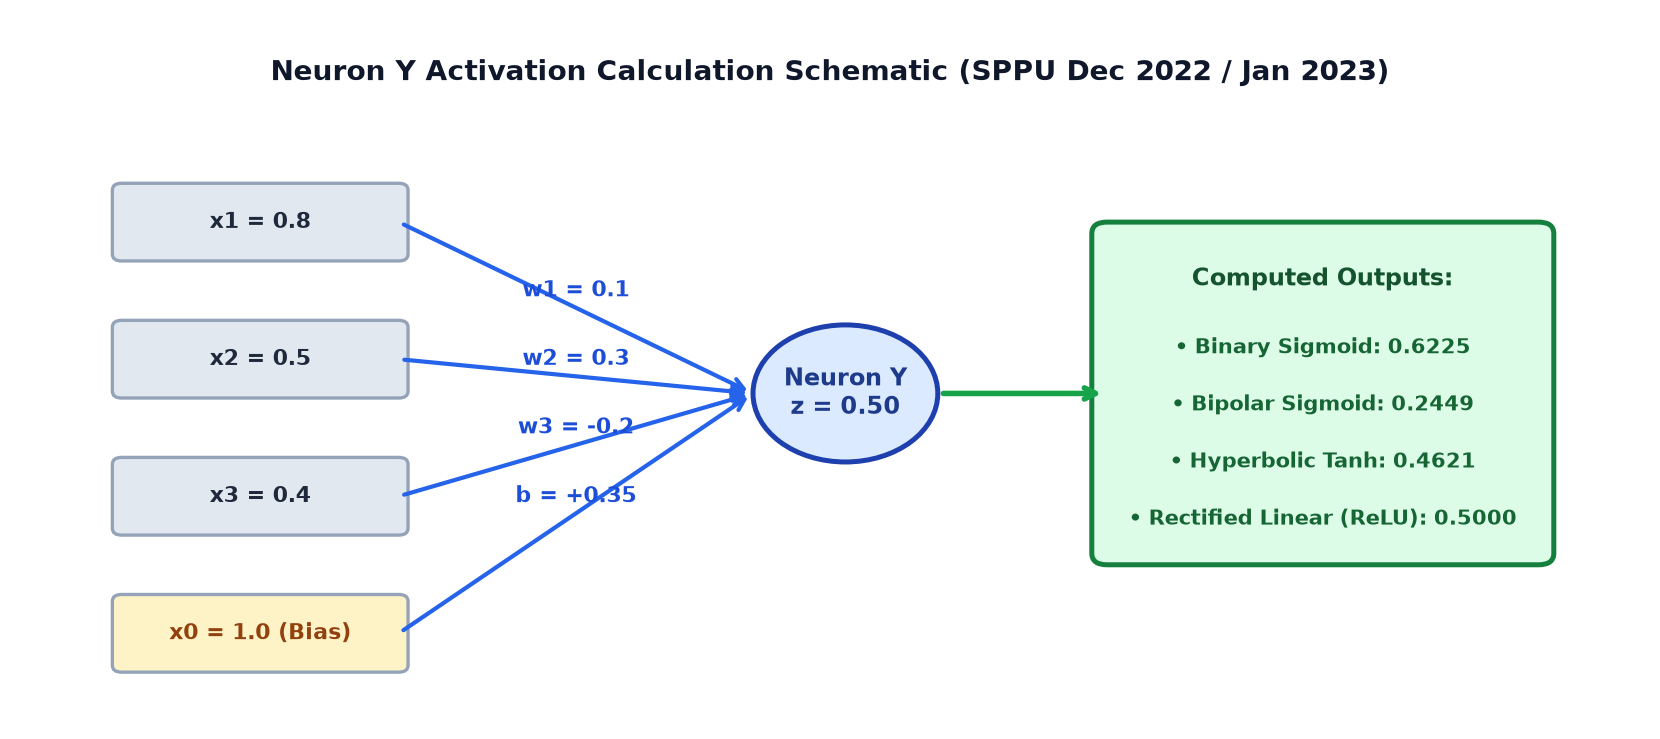 Neuron Y Activation Calculation Schematic (SPPU Dec 2022 / Jan 2023)
x1 = 0.8
w1 = 0.1
x2 = 0.5
w2 = 0.3
x3 = 0.4
w3 = -0.2
x0 = 1.0 (Bias)
b = +0.35
Neuron Y
z = 0.50
Computed Outputs:
• Binary Sigmoid: 0.6225
• Bipolar Sigmoid: 0.2449
• Hyperbolic Tanh: 0.4621
• Rectified Linear (ReLU): 0.5000